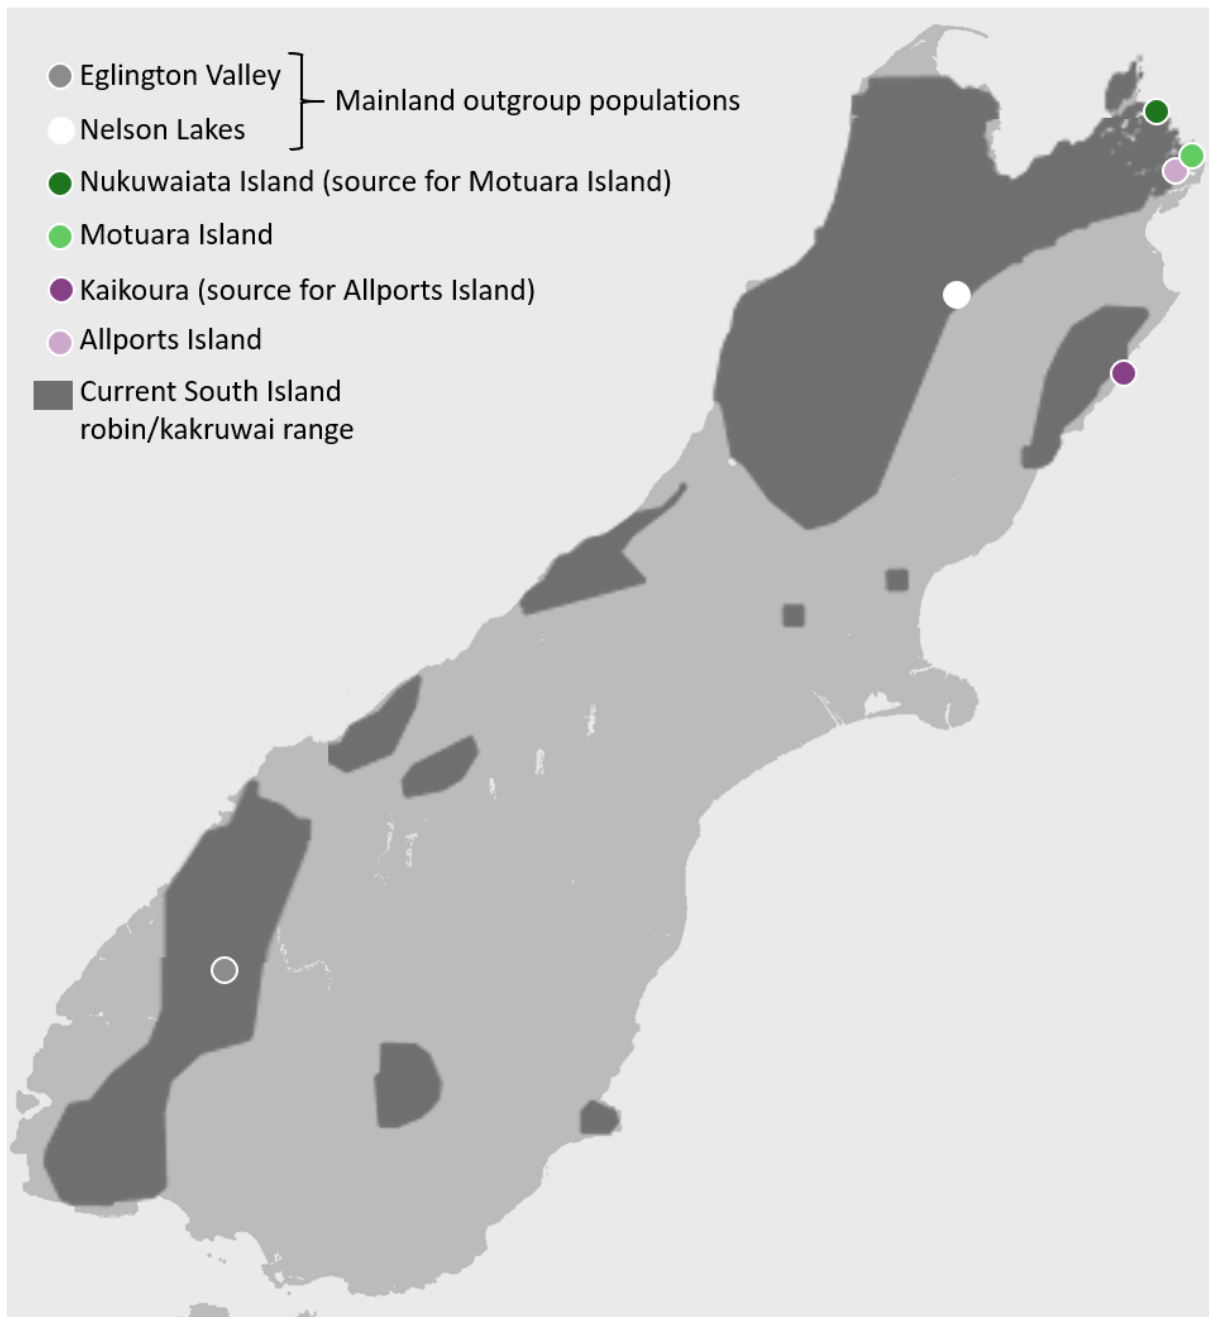 Eglington Valley
Nelson Lakes
Mainland outgroup populations
Nukuwaiata Island (source for Motuara Island)
Motuara Island
Kaikoura (source for Allports Island)
Allports Island
Current South Island
robin/kakruwai range